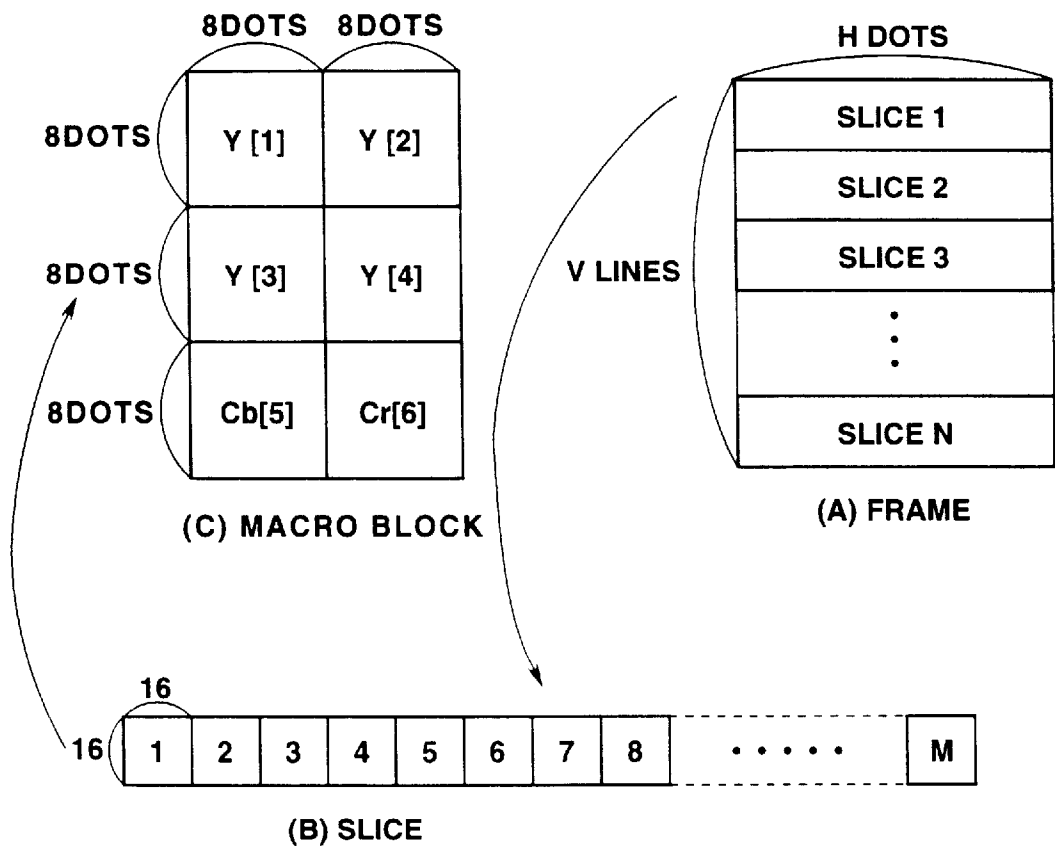 8DOTS 8DOTS
8DOTS
Y [1] Y [2]
8DOTS
Y [3] Y [4]
8DOTS
Cb[5] Cr[6]
(C) MACRO BLOCK
H DOTS
V LINES
SLICE 1
SLICE 2
SLICE 3
SLICE N
(A) FRAME
16
16
1 2 3 4 5 6 7 8 ..... M
(B) SLICE